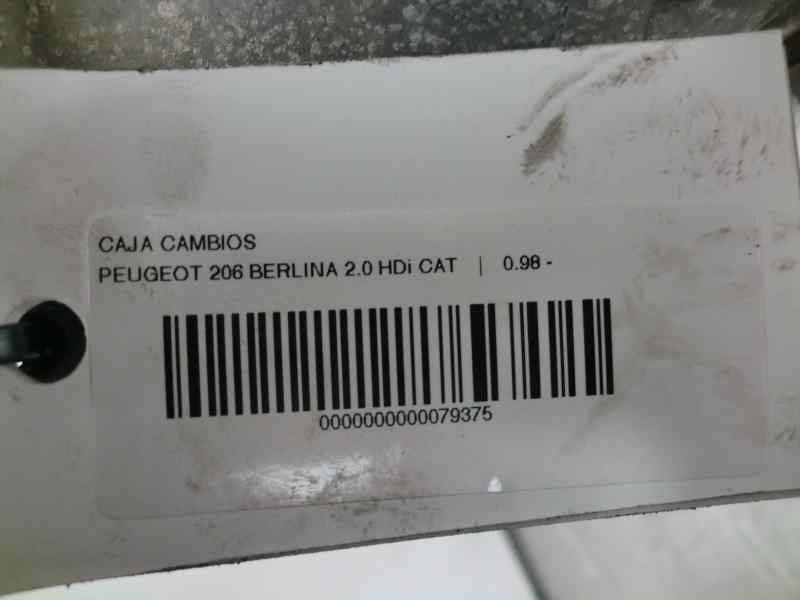 CAJA CAMBIOS
PEUGEOT 206 BERLINA 2.0 HDi CAT | 0.98 -
0000000000079375